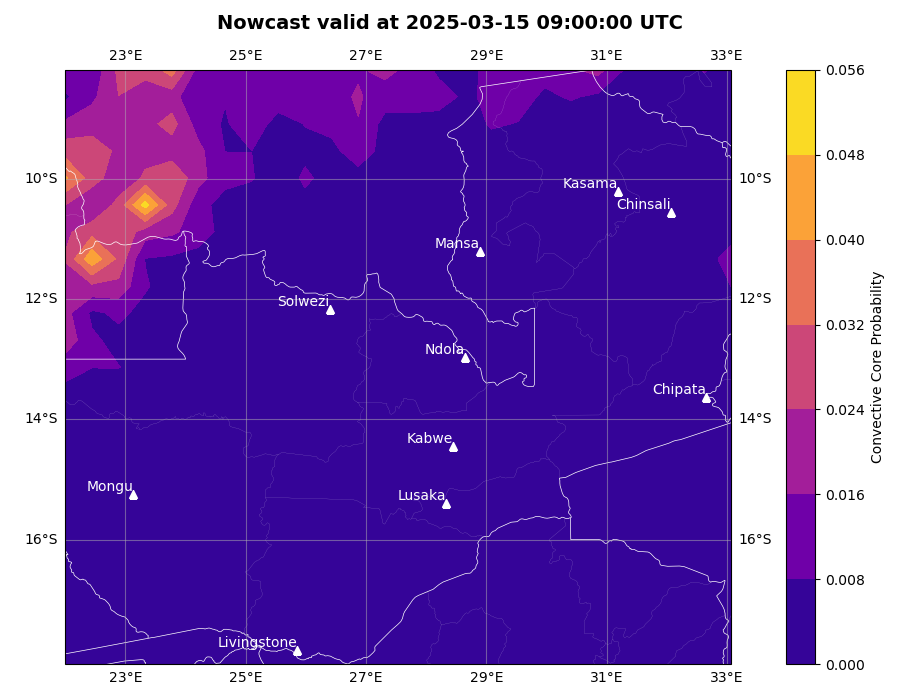 Nowcast valid at 2025-03-15 09:00:00 UTC
23°E 25°E 27°E 29°E 31°E 33°E
0.056
0.048
10°S 10°S
Kasama
Chinsali
0.040
Mansa
12°S 12°S
Solwezi
0.032
Ndola
Chipata
0.024
14°S 14°S
Kabwe
Mongu
Lusaka
0.016
16°S 16°S
0.008
Livingstone
0.000
23°E 25°E 27°E 29°E 31°E 33°E
Convective Core Probability